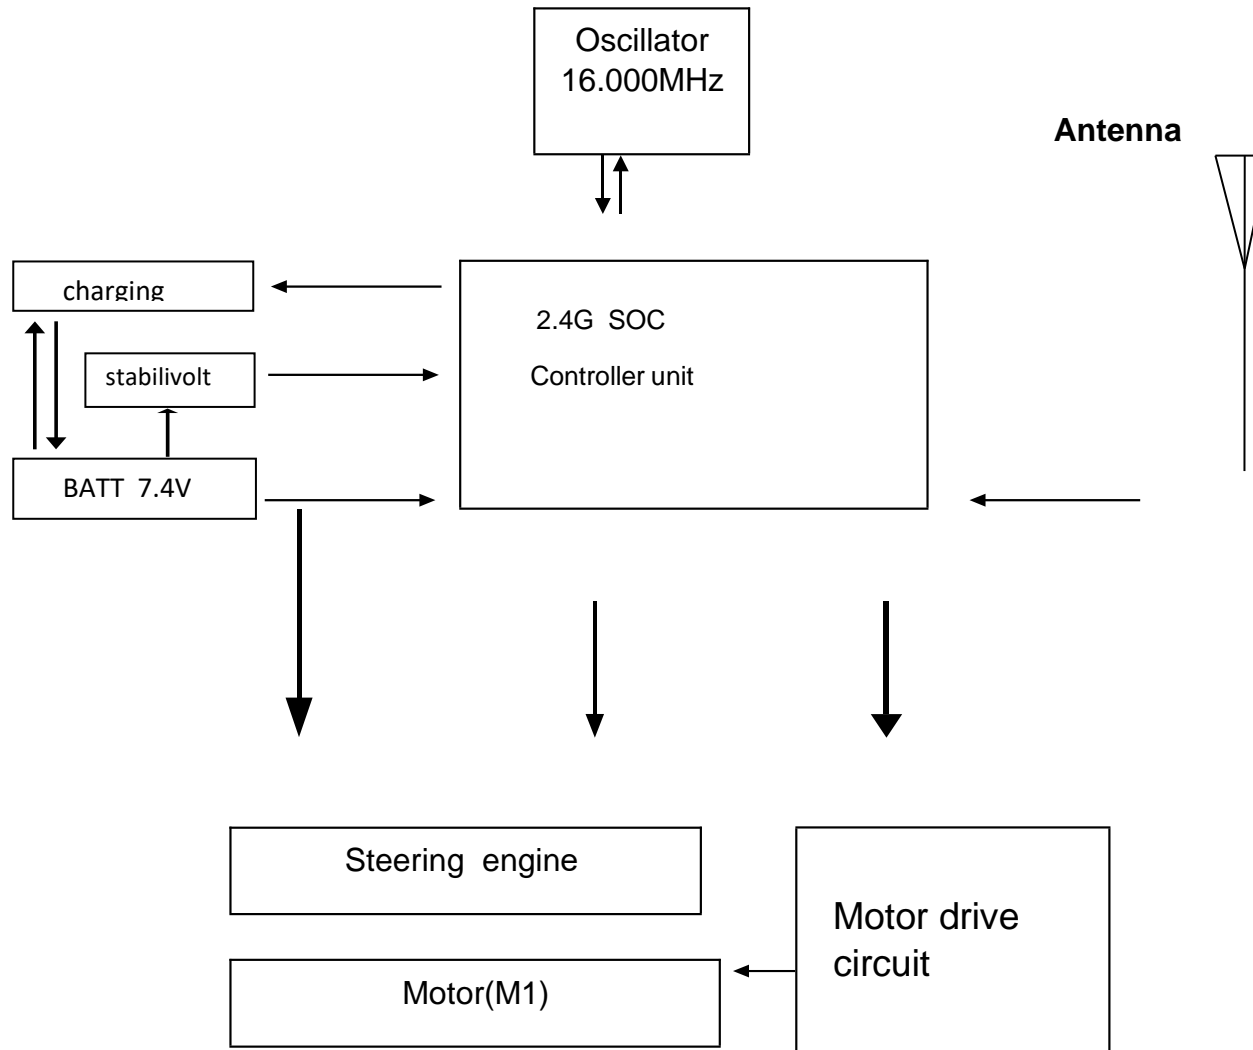 Oscillator
16.000MHz
Antenna
charging
2.4G SOC
stabilivolt
Controller unit
BATT 7.4V
Steering engine
Motor drive
circuit
Motor(M1)